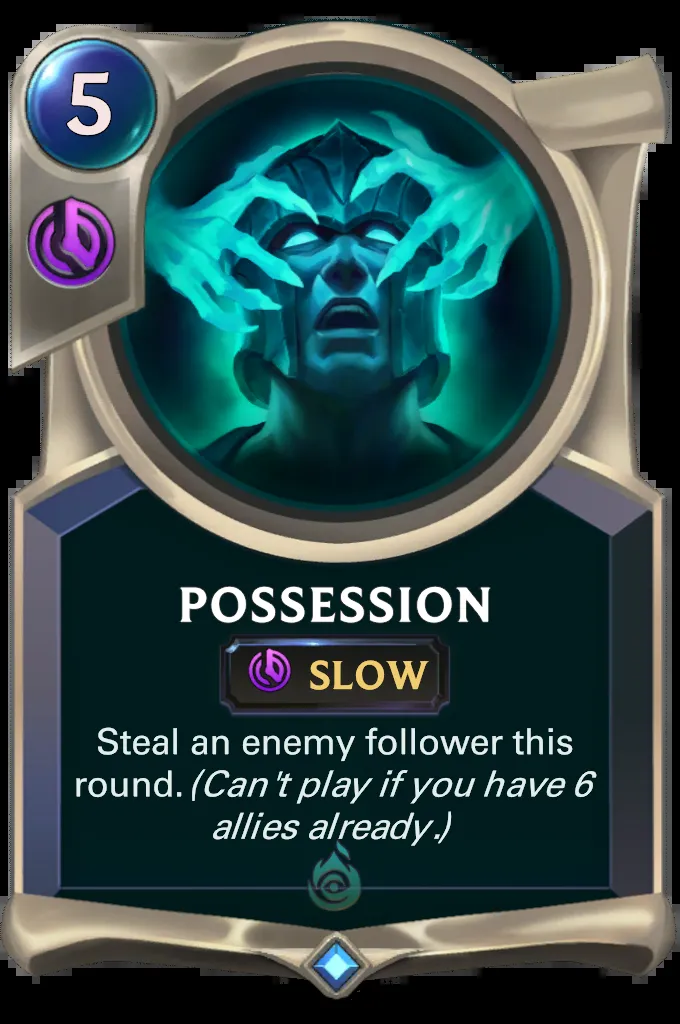 5
POSSESSION
SLOW
Steal an enemy follower this
round. (Can't play if you have 6
allies already.)